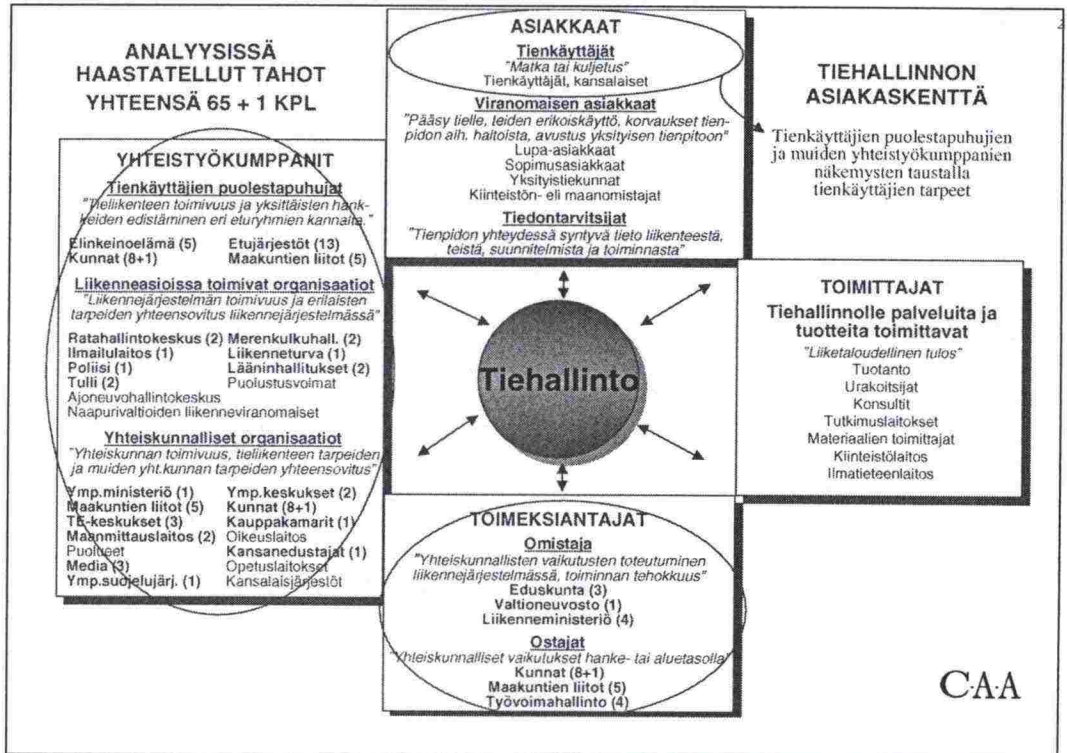 ANALYYSISSÄ
HAASTATELLUT TAHOT
YHTEENSÄ 65 + 1 KPL
YHTEISTYÖKUMPPANIT
Tienkäyttäjien puolestapuhujat
"Tieliikenteen toimivuus ja yksittäisten hank-
keiden edistäminen eri eturyhmien kannalta."
Elinkeinoelämä (5) Etujärjestöt (13)
Kunnat (8+1) Maakuntien liitot (5)
Liikenneasioissa toimivat organisaatiot
"Liikennejärjestelmän toimivuus ja erilaisten
tarpeiden yhteensovitus liikennejärjestelmässä"
Ratahallintokeskus (2) Merenkulkuhall. (2)
Ilmailulaitos (1) Liikenneturva (1)
Poliisi (1) Lääninhallitukset (2)
Tulli (2) Puolustusvoimat
Ajoneuvohallintokeskus
Naapurivaltioiden liikenneviranomaiset
Yhteiskunnalliset organisaatiot
"Yhteiskunnan toimivuus, tieliikenteen tarpeiden
ja muiden yht.kunnan tarpeiden yhteensovitus"
Ymp.ministeriö (1) Ymp.keskukset (2)
Maakuntien liitot (5) Kunnat (8+1)
TE-keskukset (3) Kauppakamarit (1)
Maanmittauslaitos (2) Oikeuslaitos
Puolueet Kansanedustajat (1)
Media (3) Opetuslaitokset
Ymp.suojelujärj. (1) Kansalaisjärjestöt
ASIAKKAAT
Tienkäyttäjät
"Matka tai kuljetus"
Tienkäyttäjät, kansalaiset
Viranomaisen asiakkaat
"Pääsy tielle, teiden erikoiskäyttö, korvaukset tien-
pidon aih. haitoista, avustus yksityisen tienpitoon"
Lupa-asiakkaat
Sopimusasiakkaat
Yksityistiekunnat
Kiinteistön- eli maanomistajat
Tiedontarvitsijat
"Tienpidon yhteydessä syntyvä tieto liikenteestä,
teistä, suunnitelmista ja toiminnasta"
Tiehallinto
TOIMEKSIANTAJAT
Omistaja
"Yhteiskunnallisten vaikutusten toteutuminen
liikennejärjestelmässä, toiminnan tehokkuus"
Eduskunta (3)
Valtioneuvosto (1)
Liikenneministeriö (4)
Ostajat
"Yhteiskunnalliset vaikutukset hanke- tai aluetasolla"
Kunnat (8+1)
Maakuntien liitot (5)
Työvoimahallinto (4)
TIEHALLINNON
ASIAKASKENTTÄ
Tienkäyttäjien puolestapuhujien
ja muiden yhteistyökumppanien
näkemysten taustalla
tienkäyttäjien tarpeet
TOIMITTAJAT
Tiehallinnolle palveluita ja
tuotteita toimittavat
"Liiketaloudellinen tulos"
Tuotanto
Urakoitsijat
Konsultit
Tutkimuslaitokset
Materiaalien toimittajat
Kiinteistölaitos
Ilmatieteenlaitos
C·A·A